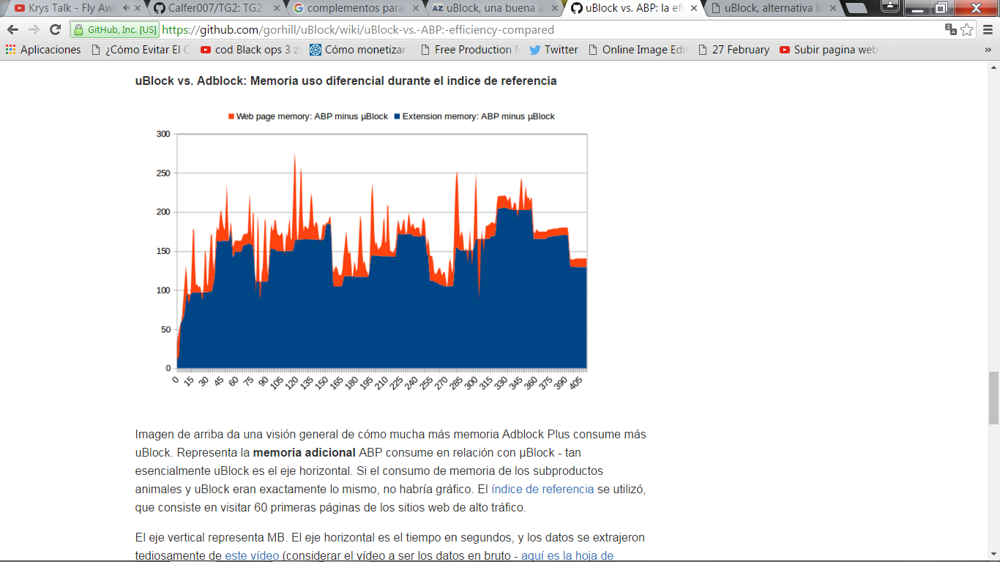 Krys Talk - Fly Awa
Calfer007/TG2: TG2
complementos para
uBlock, una buena a
uBlock vs. ABP: la efi
uBlock, alternativa li
GitHub, Inc. [US]
https://github.com/gorhill/uBlock/wiki/uBlock-vs.-ABP:-efficiency-compared
Aplicaciones
¿Cómo Evitar El C
cod Black ops 3 z
Cómo monetizar
Free Production M
Twitter
Online Image Edi
27 February
Subir pagina web
»
uBlock vs. Adblock: Memoria uso diferencial durante el índice de referencia
Web page memory: ABP minus µBlock
Extension memory: ABP minus µBlock
300
250
200
150
100
50
0
0 15 30 45 60 75 90 105 120 135 150 165 180 195 210 225 240 255 270 285 300 315 330 345 360 375 390 405
Imagen de arriba da una visión general de cómo mucha más memoria Adblock Plus consume más
uBlock. Representa la memoria adicional ABP consume en relación con µBlock - tan
esencialmente uBlock es el eje horizontal. Si el consumo de memoria de los subproductos
animales y uBlock eran exactamente lo mismo, no habría gráfico. El índice de referencia se utilizó,
que consiste en visitar 60 primeras páginas de los sitios web de alto tráfico.
El eje vertical representa MB. El eje horizontal es el tiempo en segundos, y los datos se extrajeron
tediosamente de este vídeo (considerar el vídeo a ser los datos en bruto - aquí es la hoja de